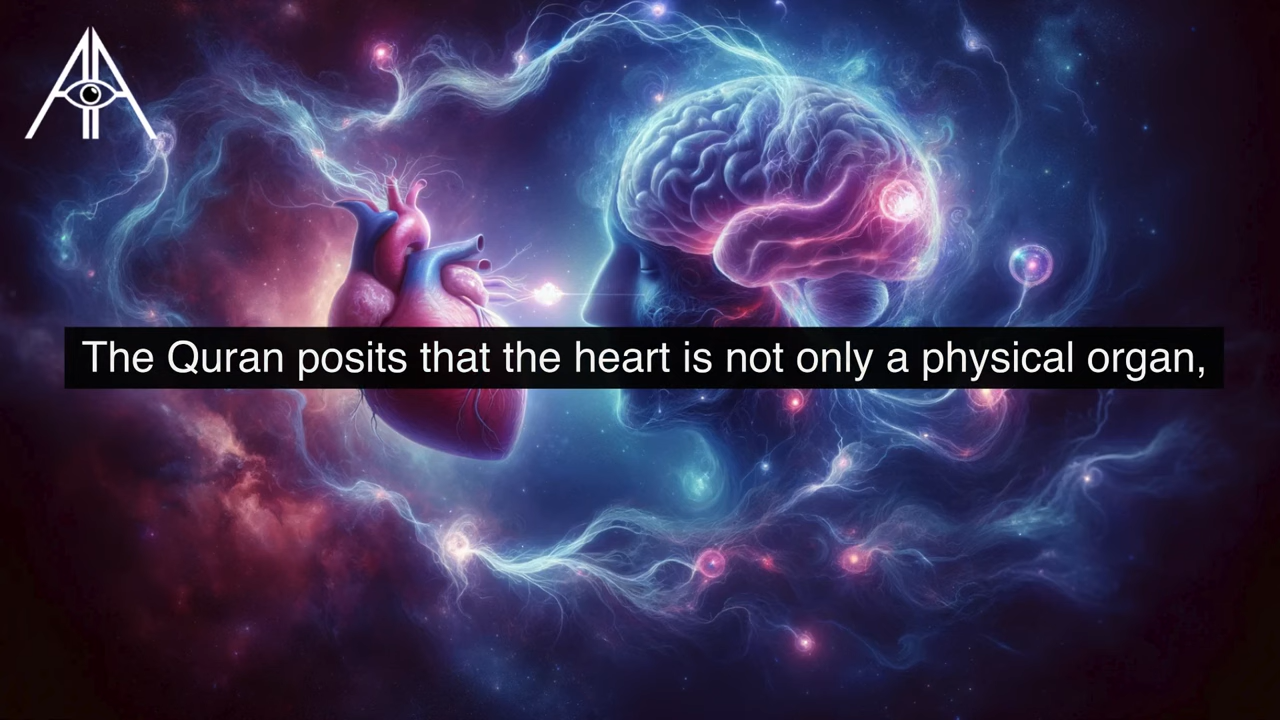 The Quran posits that the heart is not only a physical organ,